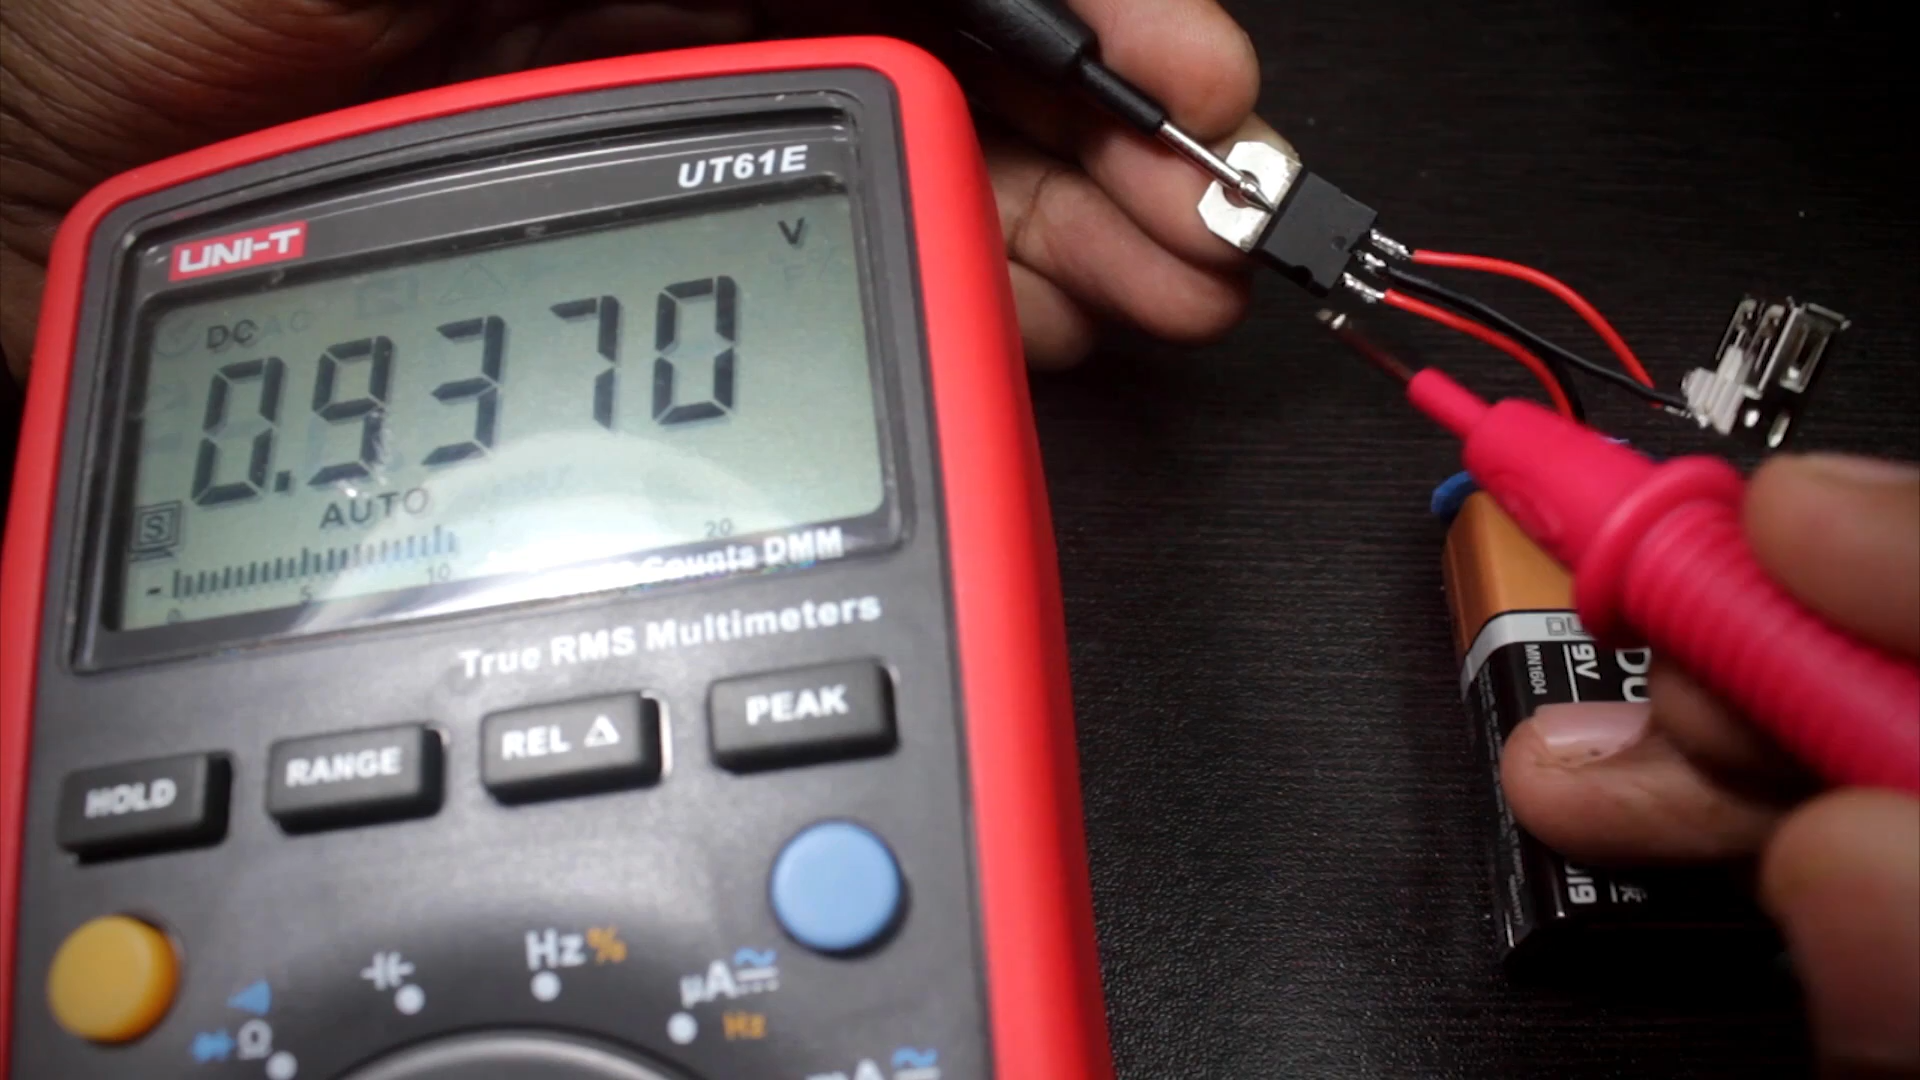 UT61E
UNI-T
V
DC
0.9370
S
AUTO
0 5 10 20
Counts DMM
True RMS Multimeters
HOLD RANGE REL △ PEAK
Hz%
µA
Hz
Ω
9V
MN1604